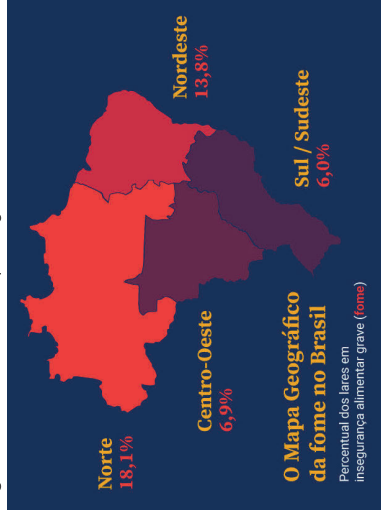 Norte
18,1%
Nordeste
13,8%
Centro-Oeste
6,9%
Sul / Sudeste
6,0%
O Mapa Geográfico
da fome no Brasil
Percentual dos lares em
insegurança alimentar grave (fome)